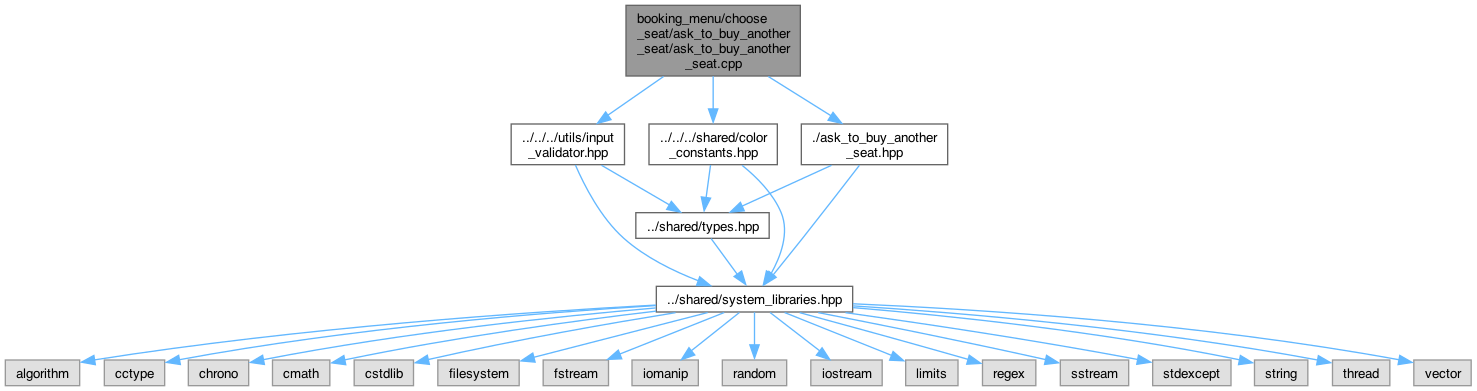 booking_menu/choose
_seat/ask_to_buy_another
_seat/ask_to_buy_another
_seat.cpp
../../../utils/input
_validator.hpp
../../../shared/color
_constants.hpp
./ask_to_buy_another
_seat.hpp
../shared/types.hpp
../shared/system_libraries.hpp
algorithm
cctype
chrono
cmath
cstdlib
filesystem
fstream
iomanip
random
iostream
limits
regex
sstream
stdexcept
string
thread
vector